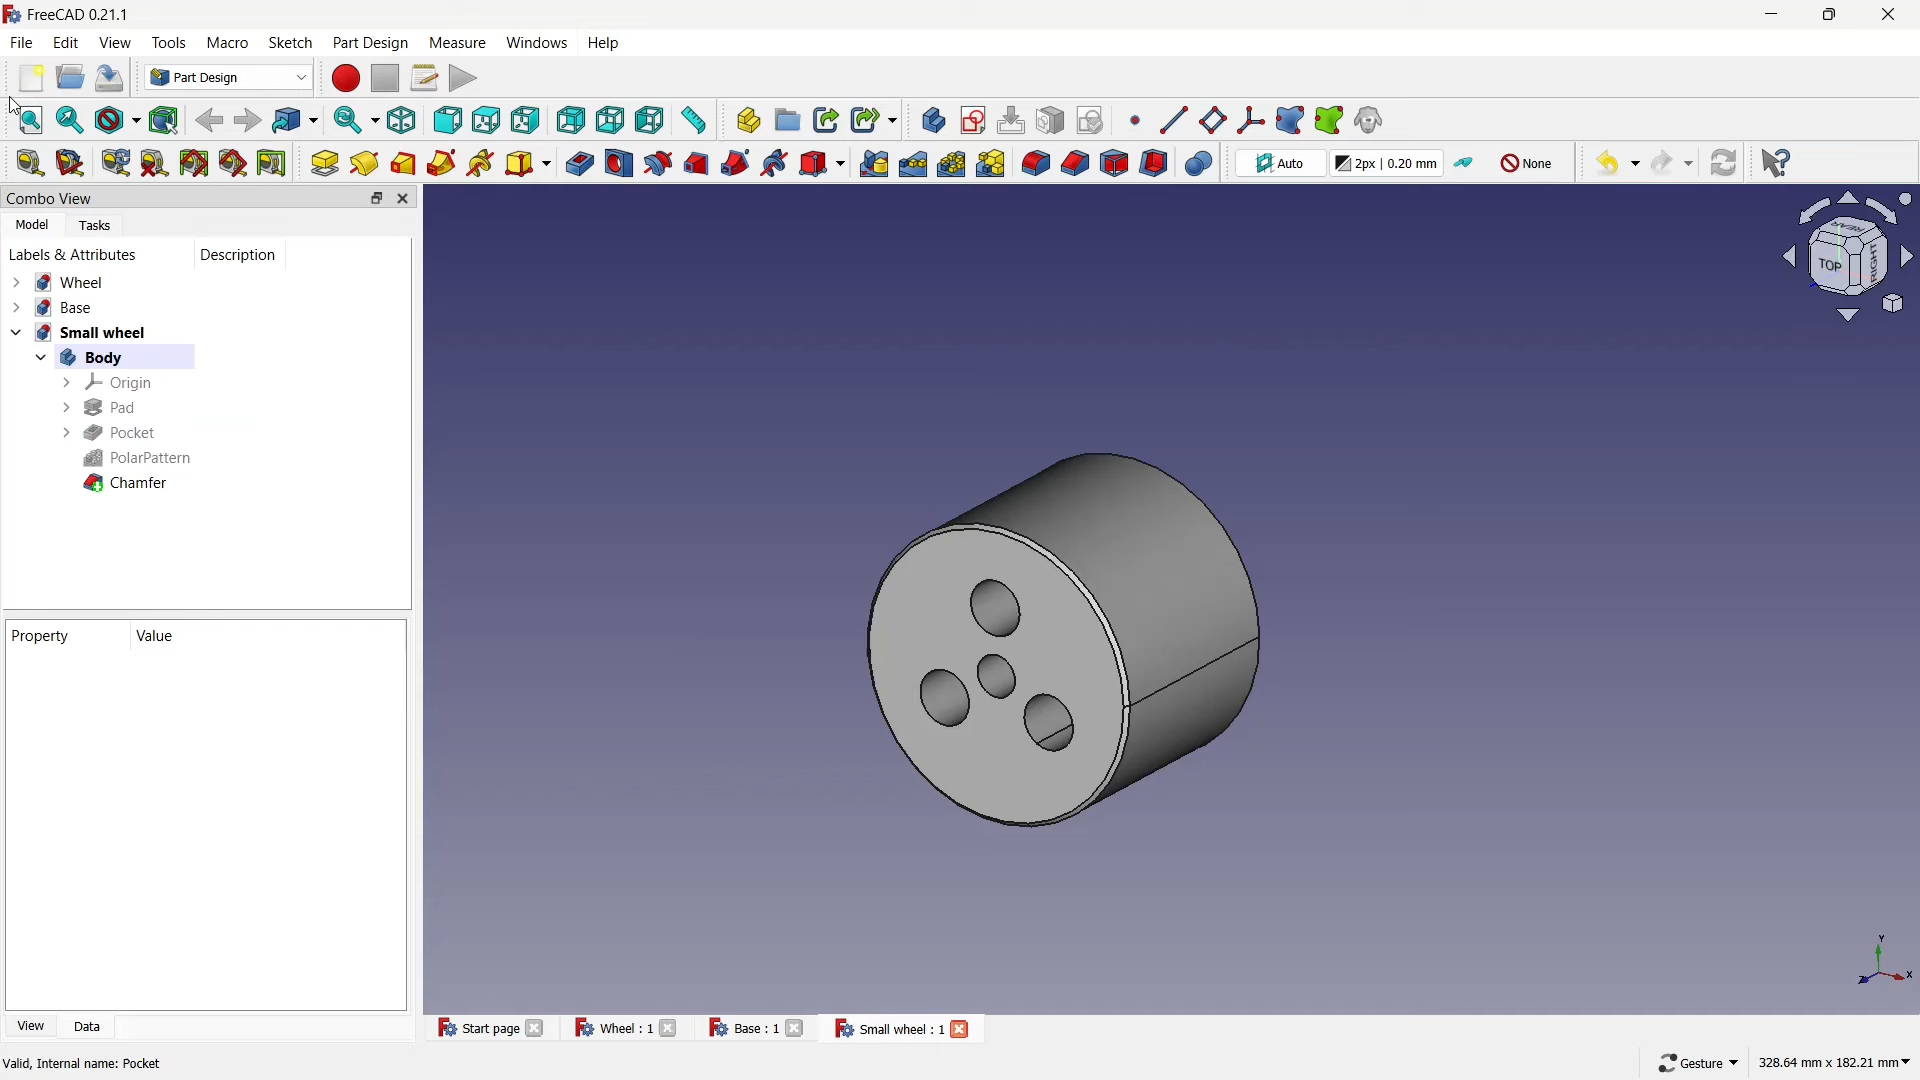 FreeCAD 0.21.1
File Edit View Tools Macro Sketch Part Design Measure Windows Help
Part Design
Auto 2px | 0.20 mm None
Combo View
Model Tasks
Labels & Attributes Description
Wheel
Base
Small wheel
Body
Origin
Pad
Pocket
PolarPattern
Chamfer
TOP RIGHT REAR
Property Value
Y
X
Z
View Data
Start page Wheel : 1 Base : 1 Small wheel : 1
Valid, Internal name: Pocket
Gesture 328.64 mm x 182.21 mm